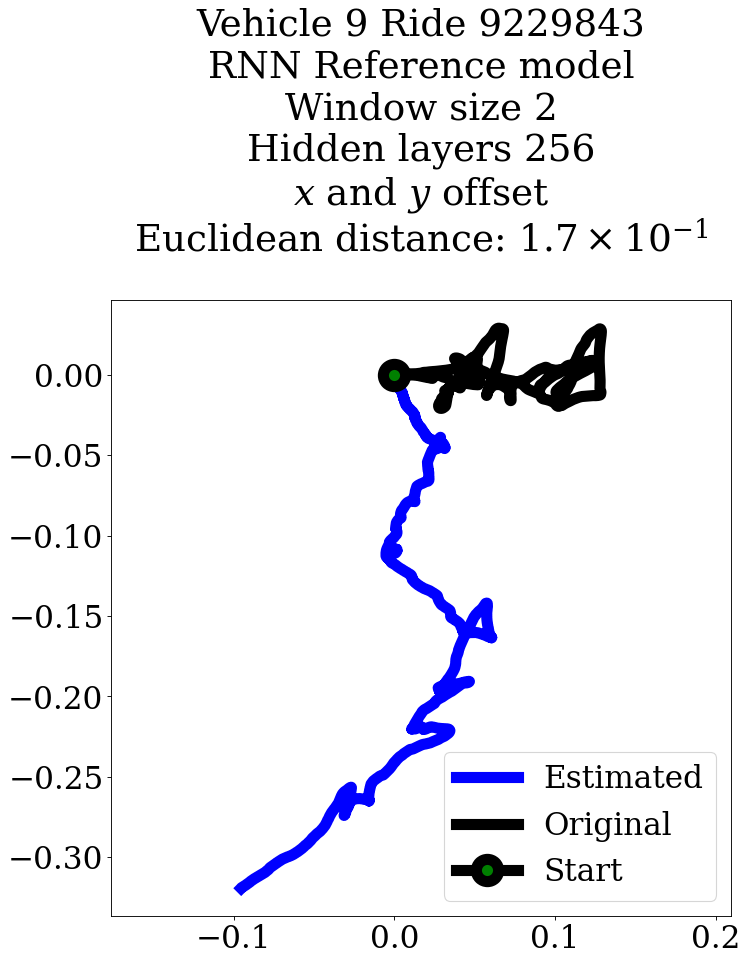 Vehicle 9 Ride 9229843
RNN Reference model
Window size 2
Hidden layers 256
x and y offset
Euclidean distance: 1.7 × 10⁻¹
0.00
−0.05
−0.10
−0.15
−0.20
−0.25
−0.30
Estimated
Original
Start
−0.1 0.0 0.1 0.2